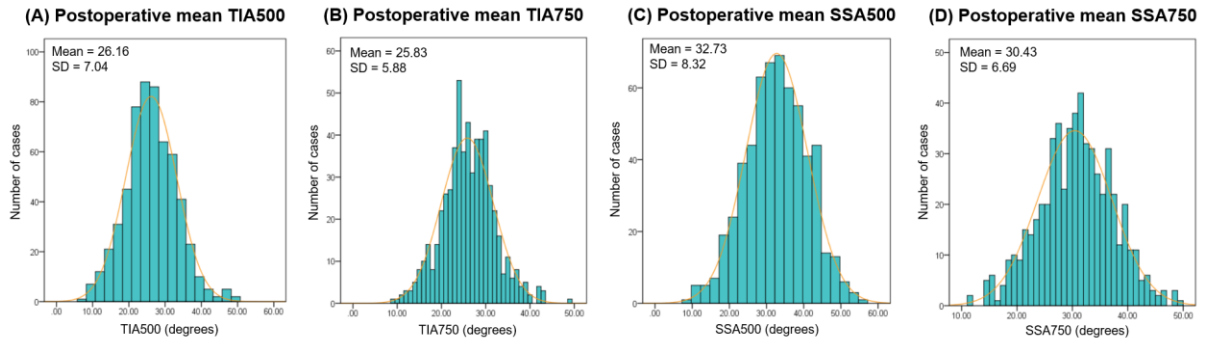 (A) Postoperative mean TIA500
Mean = 26.16
SD = 7.04
Number of cases
100
80
60
40
20
0
.00 10.00 20.00 30.00 40.00 50.00 60.00
TIA500 (degrees)
(B) Postoperative mean TIA750
Mean = 25.83
SD = 5.88
Number of cases
60
50
40
30
20
10
0
.00 10.00 20.00 30.00 40.00 50.00
TIA750 (degrees)
(C) Postoperative mean SSA500
Mean = 32.73
SD = 8.32
Number of cases
60
40
20
0
.00 10.00 20.00 30.00 40.00 50.00 60.00
SSA500 (degrees)
(D) Postoperative mean SSA750
Mean = 30.43
SD = 6.69
Number of cases
50
40
30
20
10
0
10.00 20.00 30.00 40.00 50.00
SSA750 (degrees)